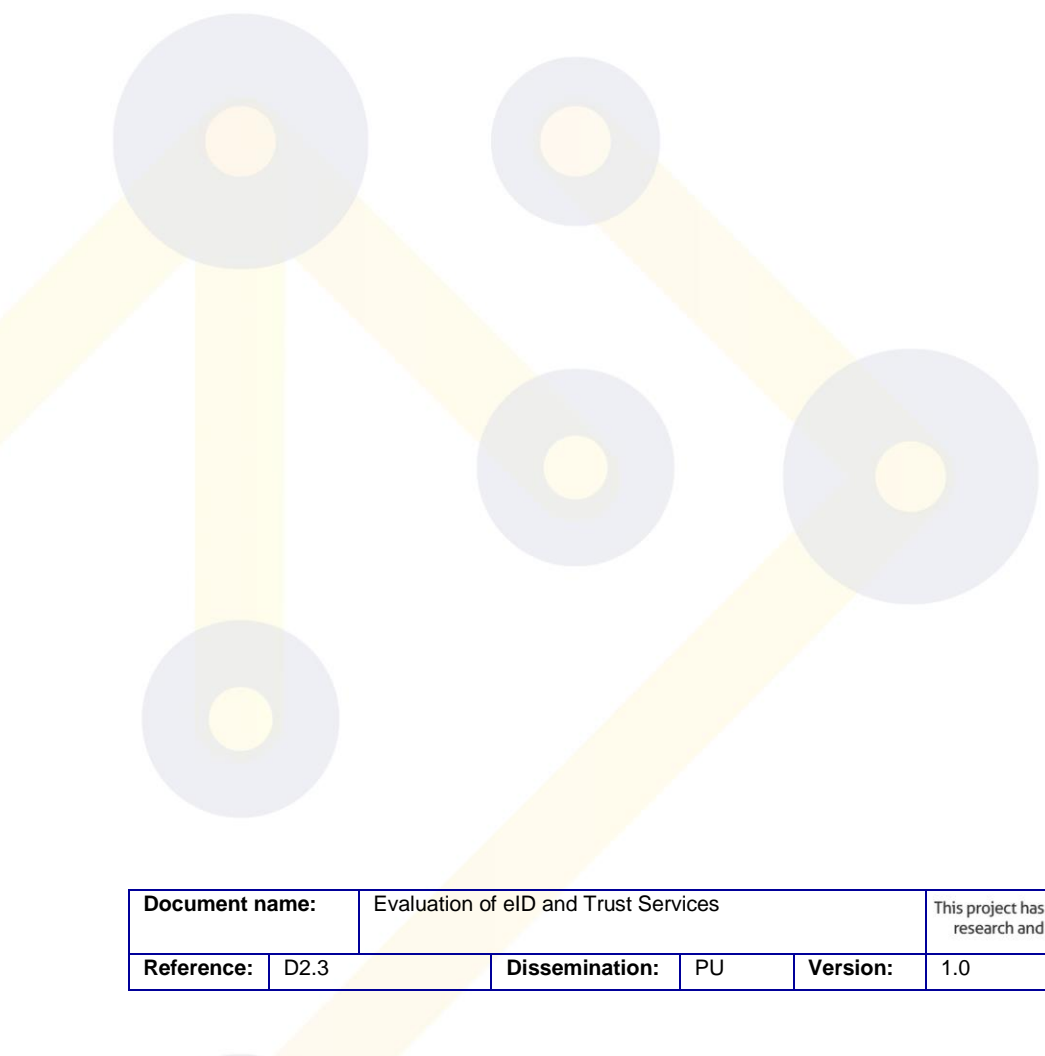 Document name: Evaluation of eID and Trust Services This project has
research and
Reference: D2.3 Dissemination: PU Version: 1.0